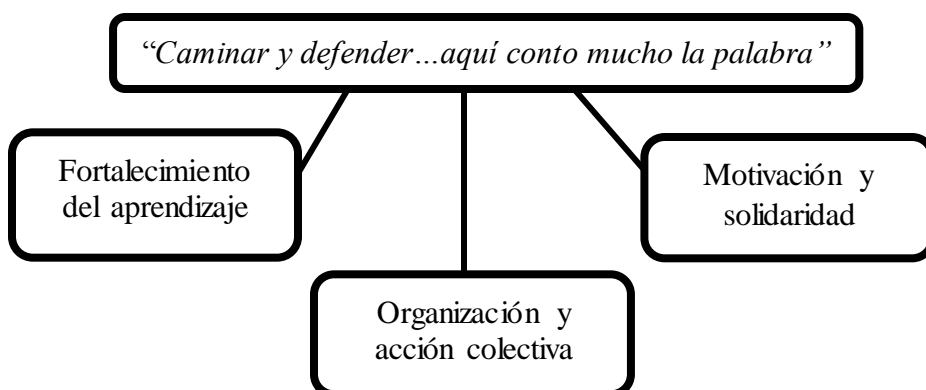 “Caminar y defender…aquí conto mucho la palabra”
Fortalecimiento
del aprendizaje
Motivación y
solidaridad
Organización y
acción colectiva